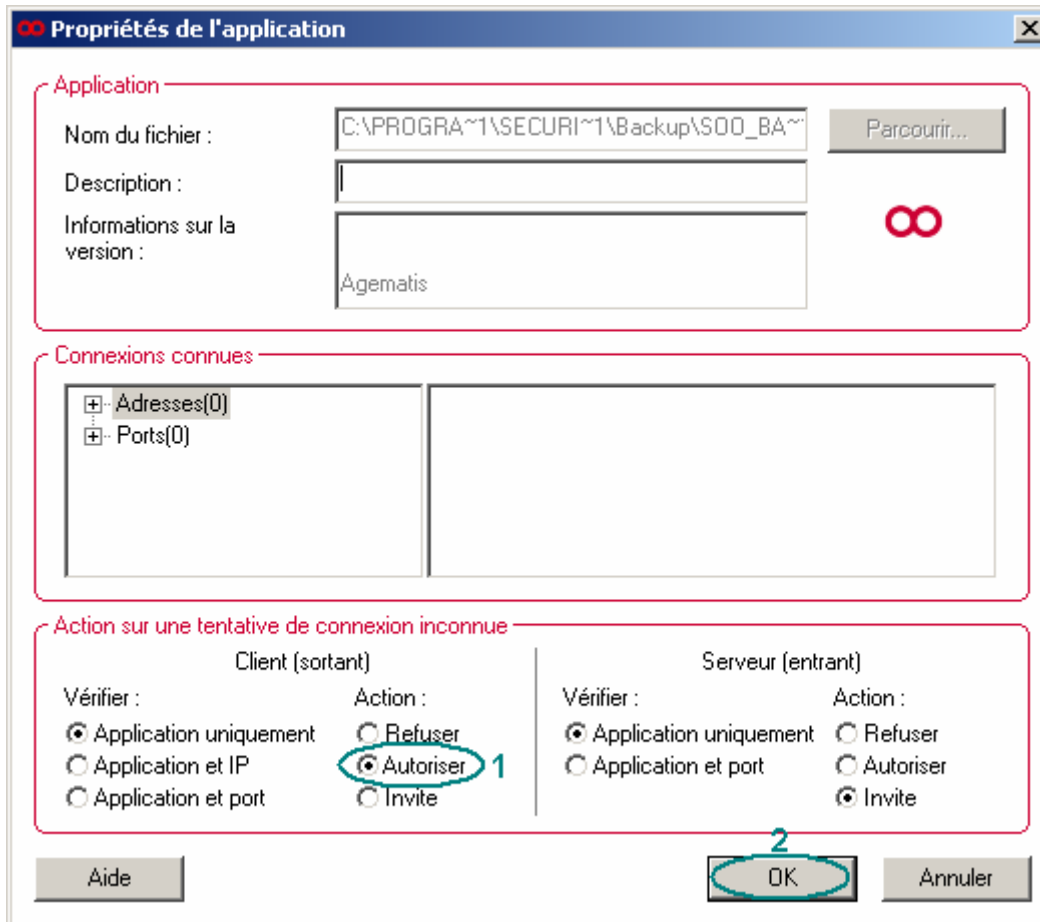 Propriétés de l'application
Application
Nom du fichier :
C:\PROGRA~1\SECURI~1\Backup\SOO_BA~
Parcourir...
Description :
Informations sur la
version :
Agematis
Connexions connues
Adresses(0)
Ports(0)
Action sur une tentative de connexion inconnue
Client (sortant)
Serveur (entrant)
Vérifier :
Action :
Vérifier :
Action :
Application uniquement
Refuser
Application uniquement
Refuser
Application et IP
Autoriser
1
Application et port
Autoriser
Application et port
Invite
Invite
2
Aide
OK
Annuler